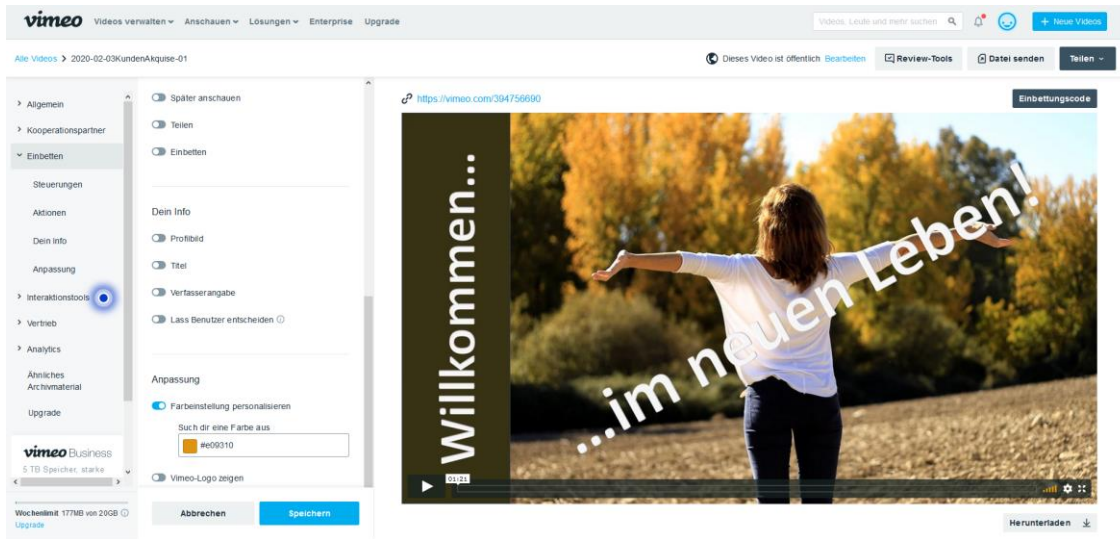 vimeo Videos verwalten Anschauen Lösungen Enterprise Upgrade
Videos, Leute und mehr suchen
+ Neue Videos
Alle Videos > 2020-02-03KundenAkquise-01
Dieses Video ist öffentlich Bearbeiten
Review-Tools
Datei senden
Teilen
Allgemein
Kooperationspartner
Einbetten
Steuerungen
Aktionen
Dein Info
Anpassung
Interaktionstools
Vertrieb
Analytics
Ähnliches
Archivmaterial
Upgrade
vimeo Business
5 TB Speicher, starke
Wochenlimit 177MB von 20GB
Upgrade
Später anschauen
Teilen
Einbetten
Dein Info
Profilbild
Titel
Verfasserangabe
Lass Benutzer entscheiden
Anpassung
Farbeinstellung personalisieren
Such dir eine Farbe aus
#e09310
Vimeo-Logo zeigen
Abbrechen
Speichern
https://vimeo.com/394756690
Einbettungscode
Willkommen...
...im neuen Leben!
01:21
Herunterladen